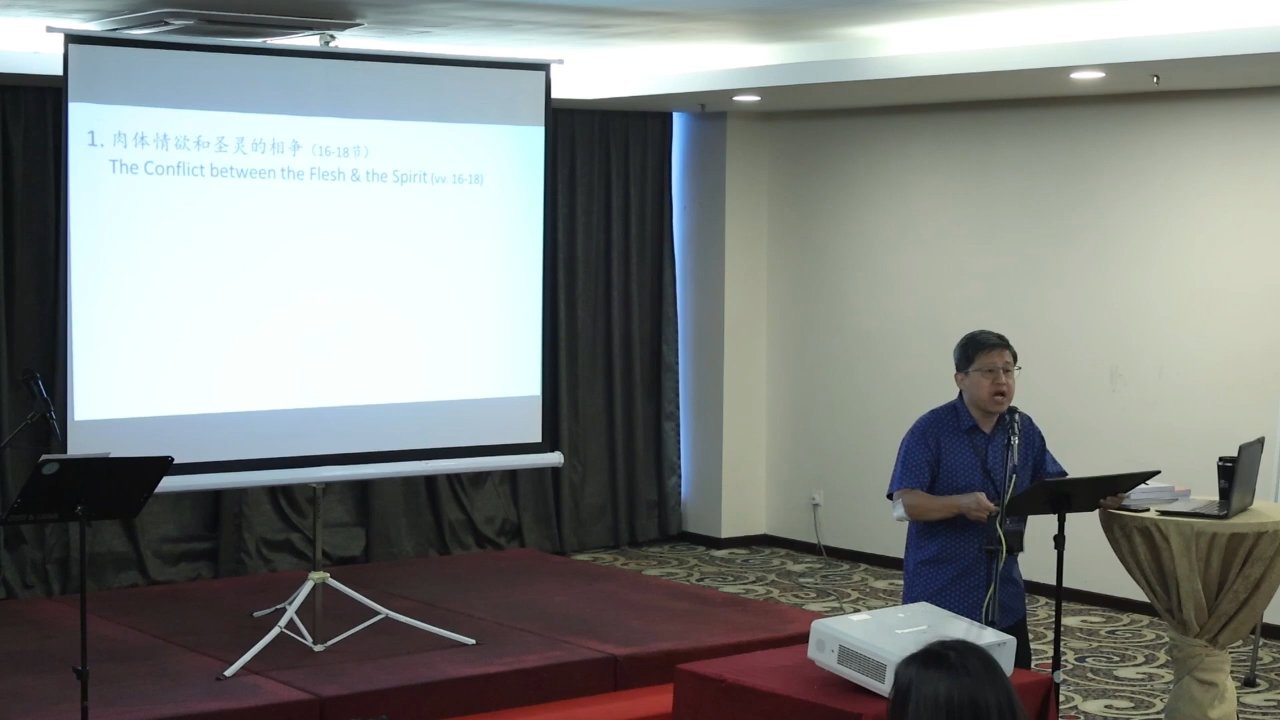 1. 肉体情欲和圣灵的相争（16-18节）
The Conflict between the Flesh & the Spirit (vv. 16-18)